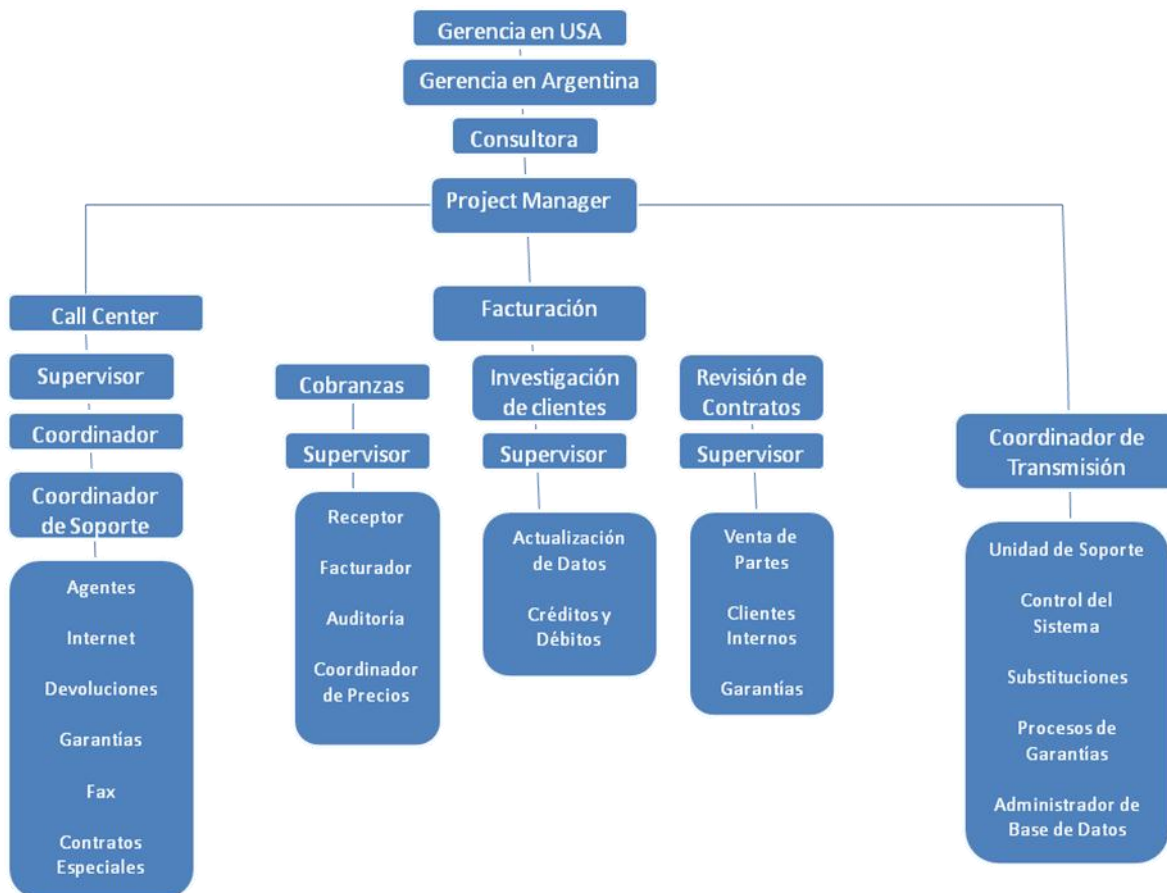 Gerencia en USA
Gerencia en Argentina
Consultora
Project Manager
Call Center
Supervisor
Coordinador
Coordinador
de Soporte
Agentes
Internet
Devoluciones
Garantías
Fax
Contratos
Especiales
Facturación
Cobranzas
Supervisor
Receptor
Facturador
Auditoría
Coordinador
de Precios
Investigación
de clientes
Supervisor
Actualización
de Datos
Créditos y
Débitos
Revisión de
Contratos
Supervisor
Venta de
Partes
Clientes
Internos
Garantías
Coordinador de
Transmisión
Unidad de Soporte
Control del
Sistema
Substituciones
Procesos de
Garantías
Administrador de
Base de Datos